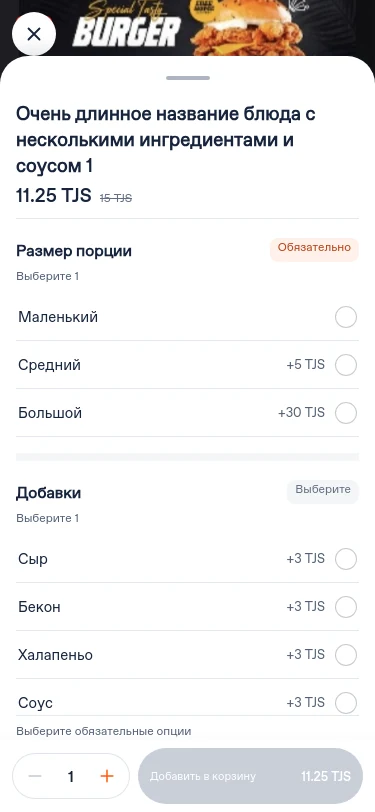 Special Tasty
BURGER
Очень длинное название блюда с
несколькими ингредиентами и
соусом 1
11.25 TJS 15 TJS
Размер порции Обязательно
Выберите 1
Маленький
Средний +5 TJS
Большой +30 TJS
Добавки Выберите
Выберите 1
Сыр +3 TJS
Бекон +3 TJS
Халапеньо +3 TJS
Соус +3 TJS
Выберите обязательные опции
1 Добавить в корзину 11.25 TJS